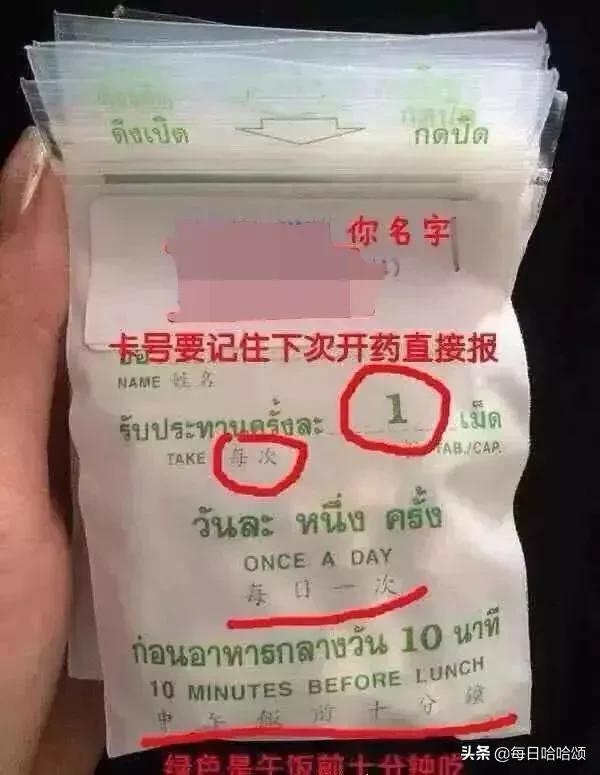 ดึงเปิด กดปิด
你名字
卡号要记住下次开药直接报
NAME 姓名
รับประทานครั้งละ 1 เม็ด
TAKE 每次 TAB./CAP.
วันละ หนึ่ง ครั้ง
ONCE A DAY
每日一次
ก่อนอาหารกลางวัน 10 นาที
10 MINUTES BEFORE LUNCH
中午飯前十分鐘
绿色是午饭前十分钟吃
头条 @每日哈哈颂